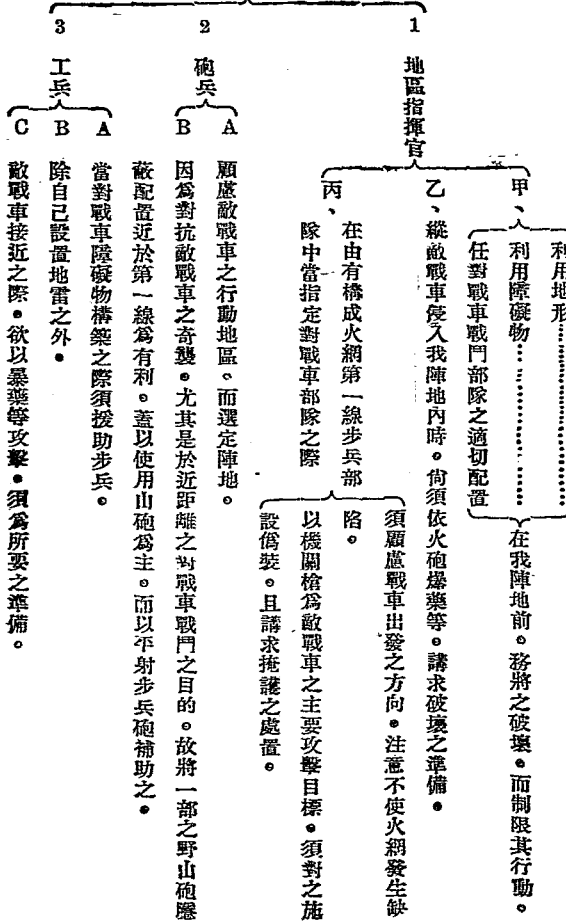 1 地區指揮官
甲、
利用地形…………………
利用障礙物…………………
任對戰車戰鬥部隊之適切配置
在我陣地前。務將之破壞。而制限其行動。
乙、縱敵戰車侵入我陣地內時。尙須依火砲爆藥等。講求破壞之準備。
丙、
在由有構成火網第一線步兵部
隊中當指定對戰車部隊之際
須顧慮戰車出發之方向。注意不使火網發生缺
陷。
以機關槍爲敵戰車之主要攻擊目標。須對之施
設僞裝。且講求掩護之處置。
2 砲兵
A 顧慮敵戰車之行動地區。而選定陣地。
B 因爲對抗敵戰車之奇襲。尤其是於近距離之對戰車戰鬥之目的。故將一部之野山砲應
蔽配置近於第一線爲有利。蓋以使用山砲爲主。而以平射步兵砲補助之。
3 工兵
A 當對戰車障礙物構築之際須援助步兵。
B 除自己設置地雷之外。
C 敵戰車接近之際。欲以暴藥等攻擊。須爲所要之準備。